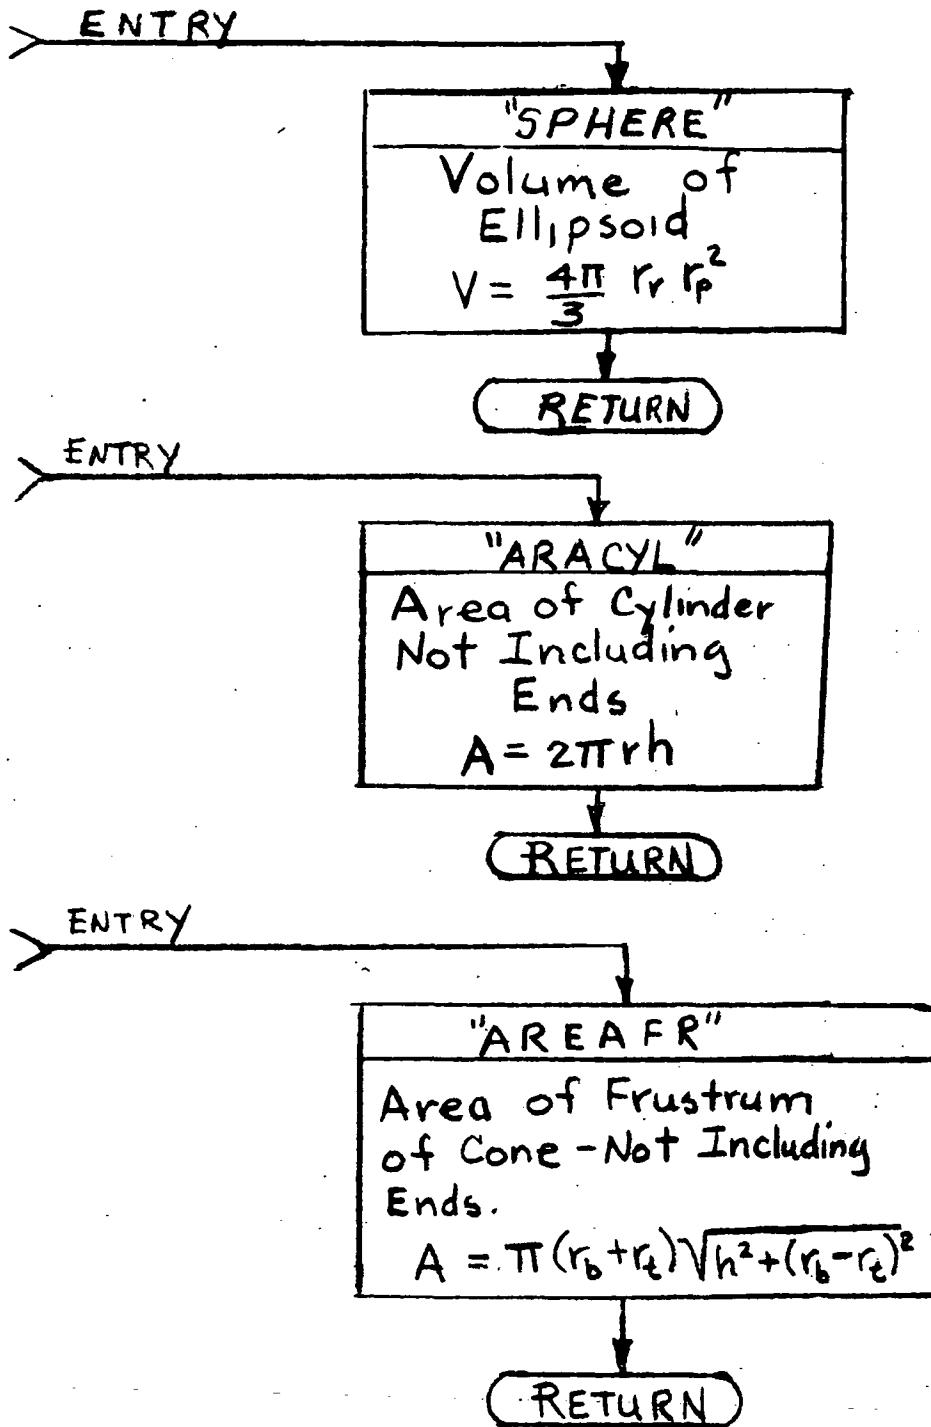 ENTRY
"SPHERE"
Volume of
Ellipsoid
V = 4π/3 r_v r_p²
RETURN
ENTRY
"ARACYL"
Area of Cylinder
Not Including
Ends
A = 2πrh
RETURN
ENTRY
"AREAFR"
Area of Frustrum
of Cone - Not Including
Ends.
A = π(r_b+r_t)√h²+(r_b-r_t)²
RETURN